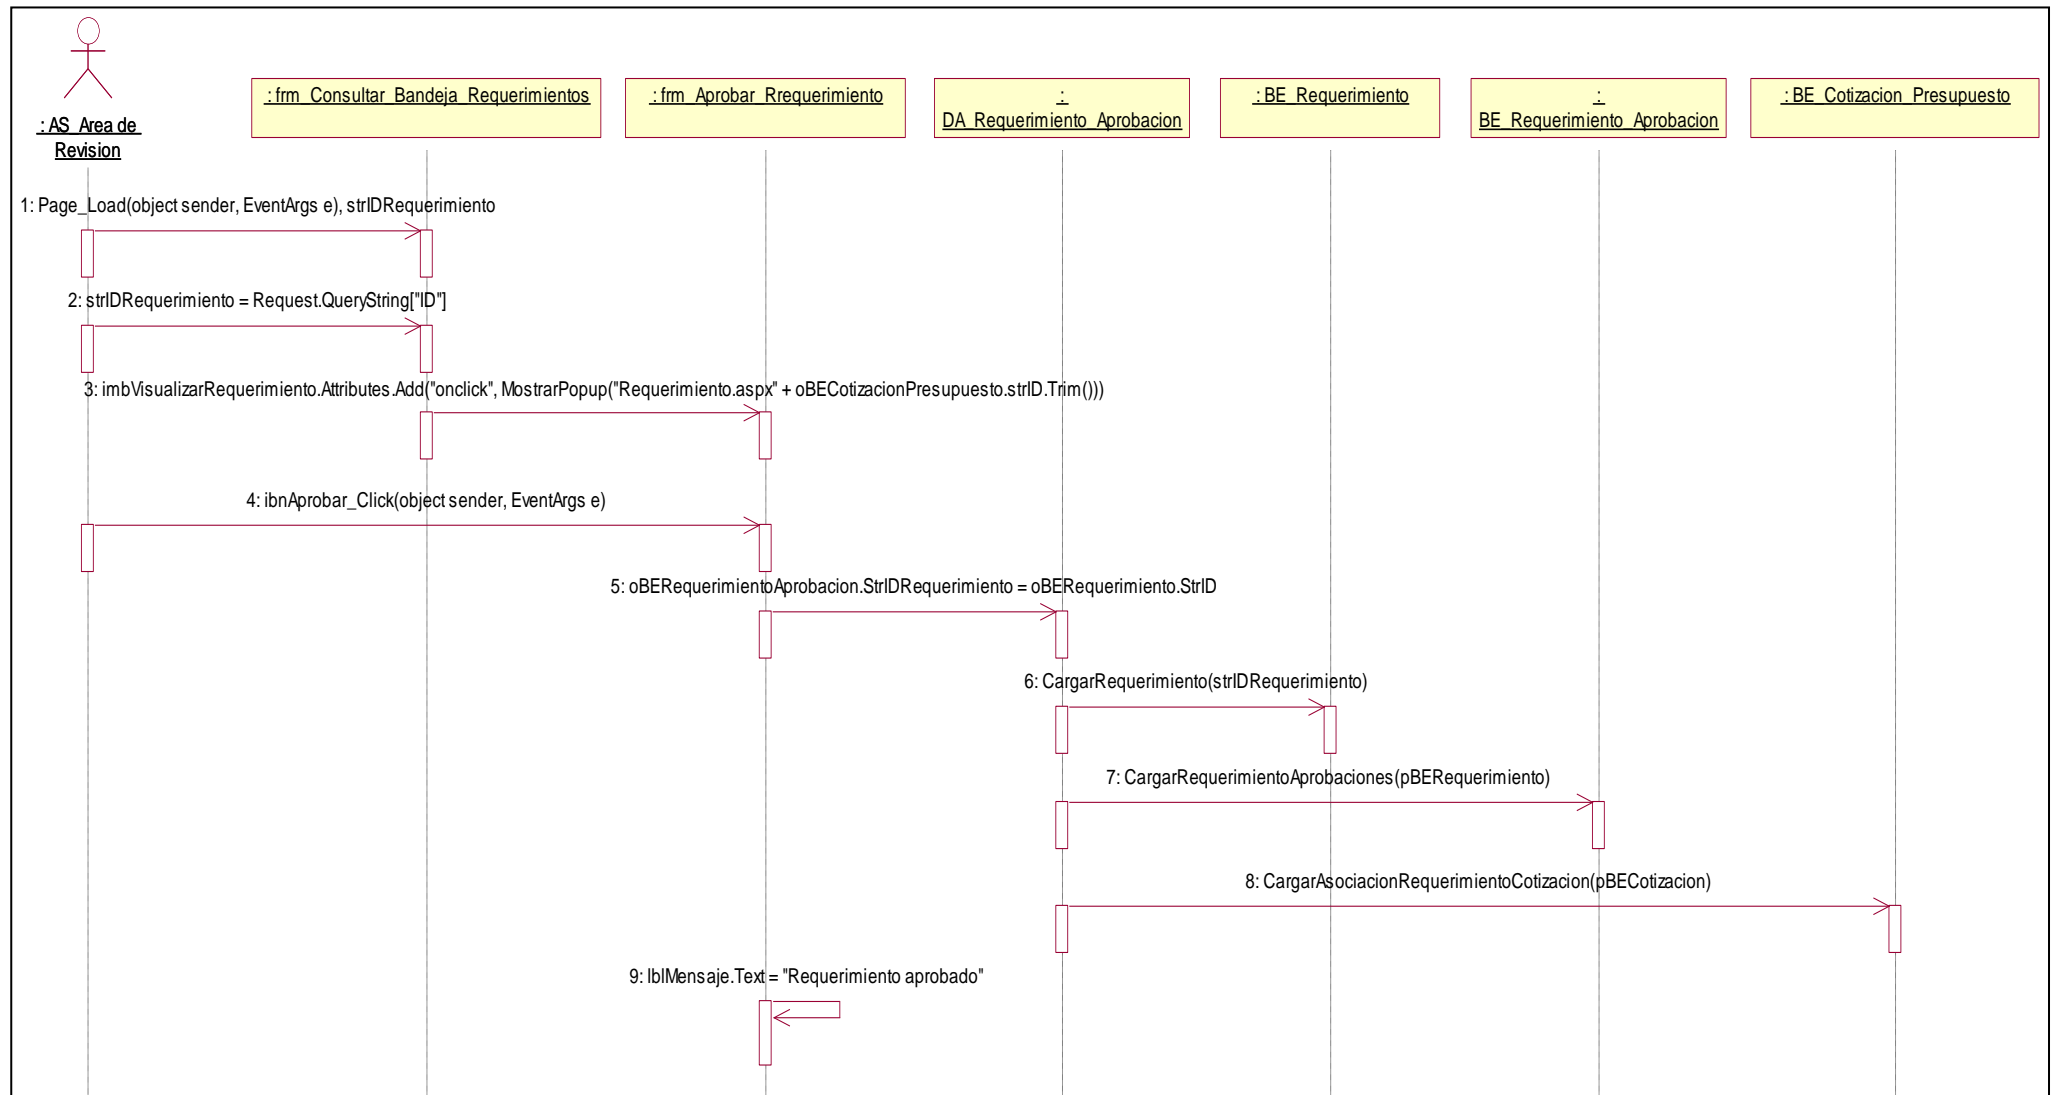 : AS_Area de
Revision
: frm_Consultar_Bandeja_Requerimientos
: frm_Aprobar_Rrequerimiento
:
DA_Requerimiento_Aprobacion
: BE_Requerimiento
:
BE_Requerimiento_Aprobacion
: BE_Cotizacion_Presupuesto
1: Page_Load(object sender, EventArgs e), strIDRequerimiento
2: strIDRequerimiento = Request.QueryString["ID"]
3: imbVisualizarRequerimiento.Attributes.Add("onclick", MostrarPopup("Requerimiento.aspx" + oBECotizacionPresupuesto.strID.Trim()))
4: ibnAprobar_Click(object sender, EventArgs e)
5: oBERequerimientoAprobacion.StrIDRequerimiento = oBERequerimiento.StrID
6: CargarRequerimiento(strIDRequerimiento)
7: CargarRequerimientoAprobaciones(pBERequerimiento)
8: CargarAsociacionRequerimientoCotizacion(pBECotizacion)
9: lblMensaje.Text = "Requerimiento aprobado"